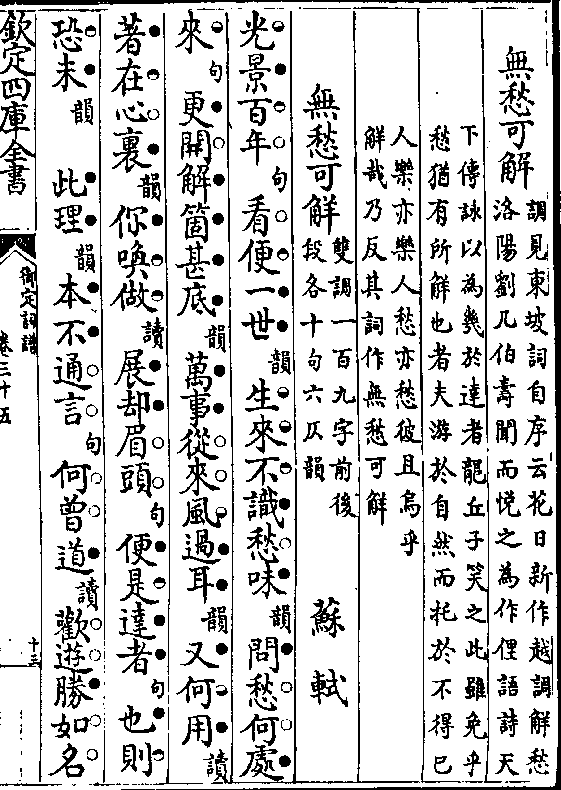 無愁可解
調見東坡詞自序云花日新作越調解愁
洛陽劉几伯壽聞而悅之為作俚語詩天
下傳詠以為幾於達者龍丘子笑之此雖免乎
愁猶有所解也者夫游於自然而托於不得已
人樂亦樂人愁亦愁彼且烏乎
解哉乃反其詞作無愁可解
無愁可解
雙調一百九字前後
段各十句六仄韻
蘇軾
光景百年句看便一世韻生來不識愁味韻問愁何處
來句更開解箇甚底韻萬事從來風過耳韻又何用讀
著在心裏韻你喚做讀展却眉頭句便是達者句也則
恐未韻此理韻本不通言句何曾道讀歡遊勝如名
欽定四庫全書
御定詞譜
卷三十五
十三